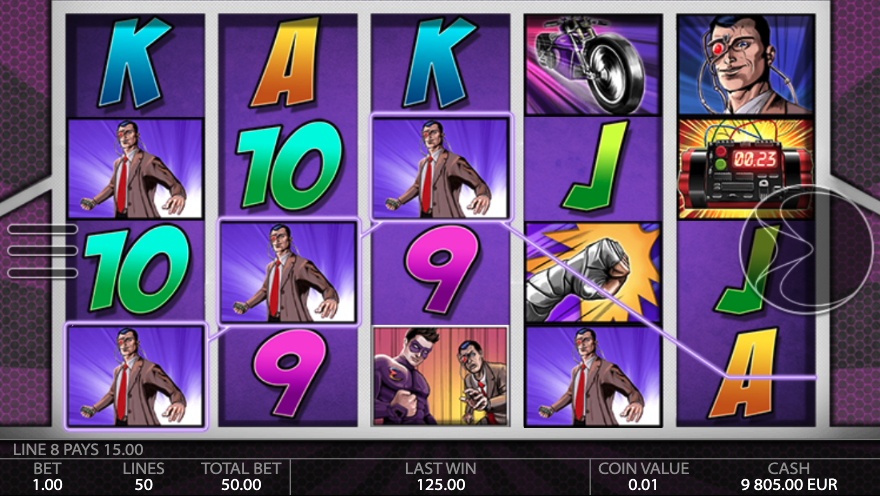 K A K
10 J 00:23
10 9 J
9 A
LINE 8 PAYS 15.00
BET LINES TOTAL BET LAST WIN COIN VALUE CASH
1.00 50 50.00 125.00 0.01 9 805.00 EUR